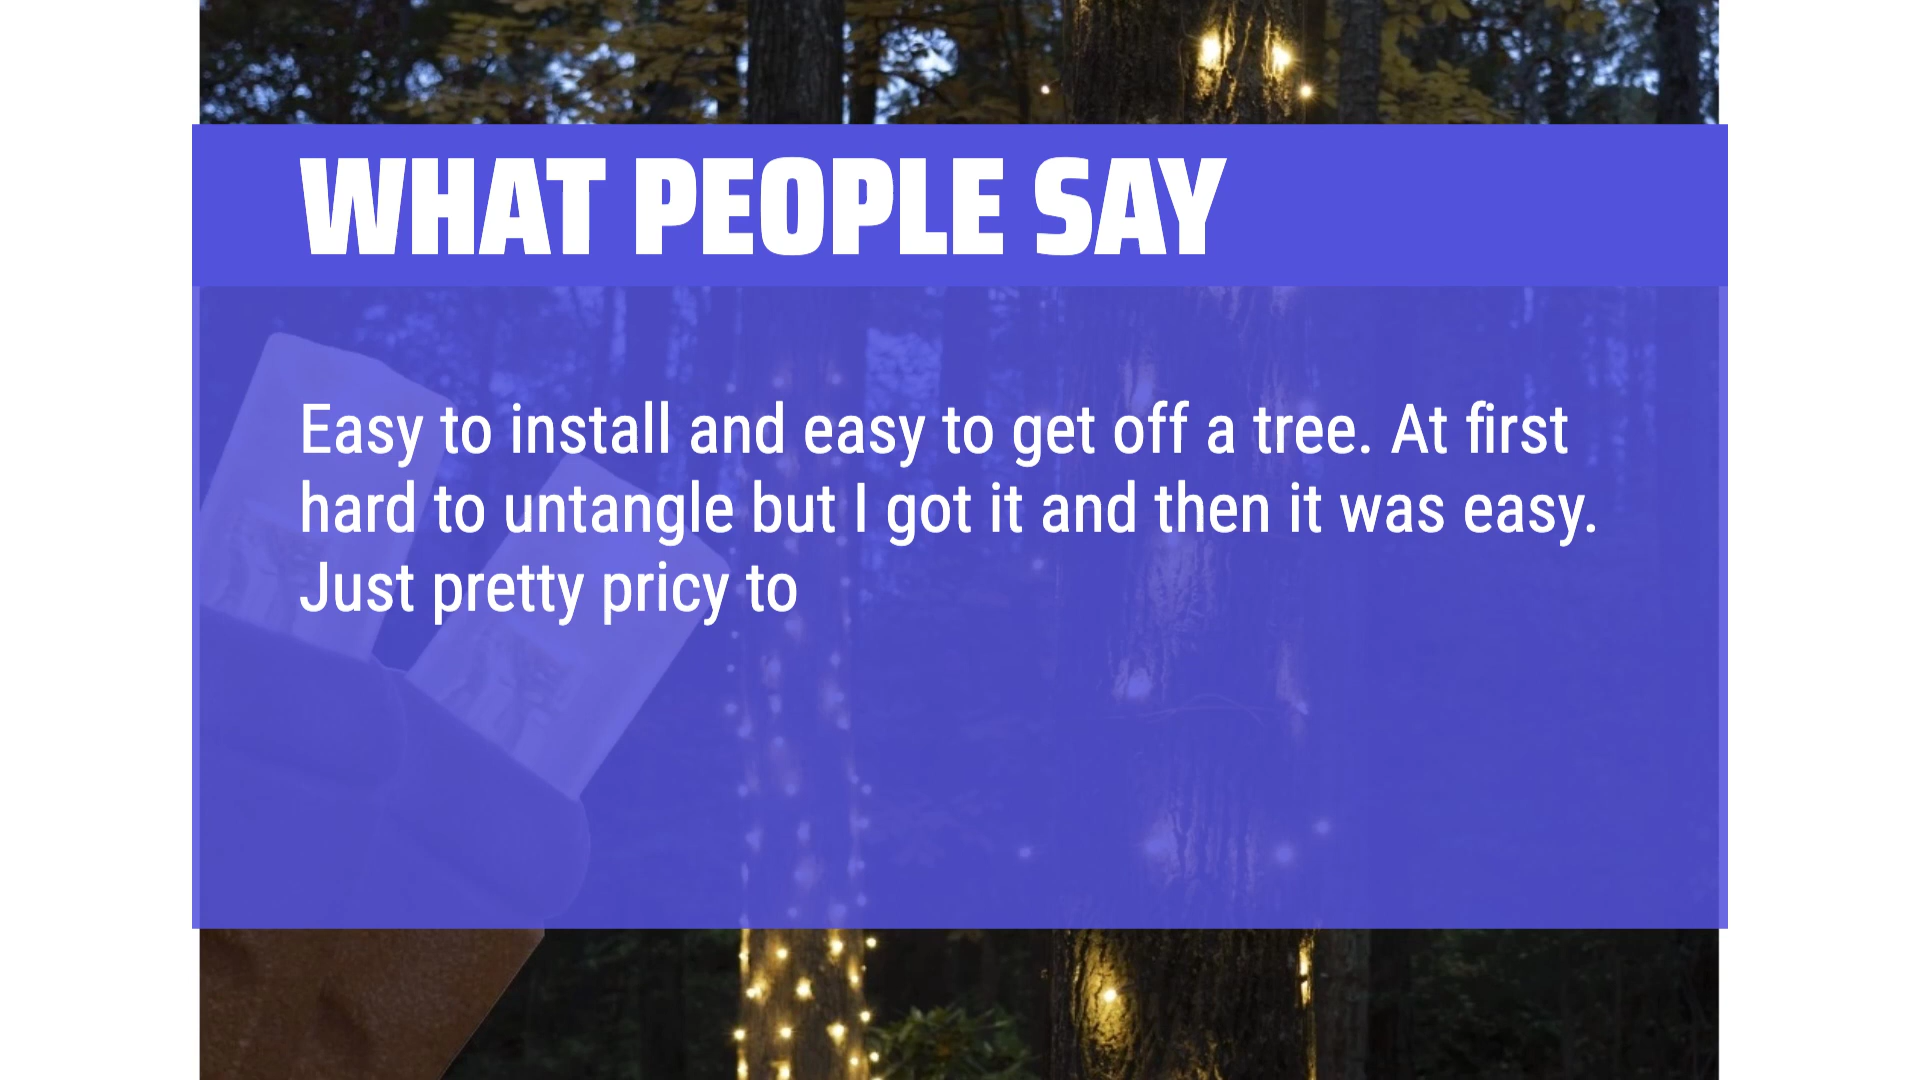 WHAT PEOPLE SAY
Easy to install and easy to get off a tree. At first
hard to untangle but I got it and then it was easy.
Just pretty pricy to